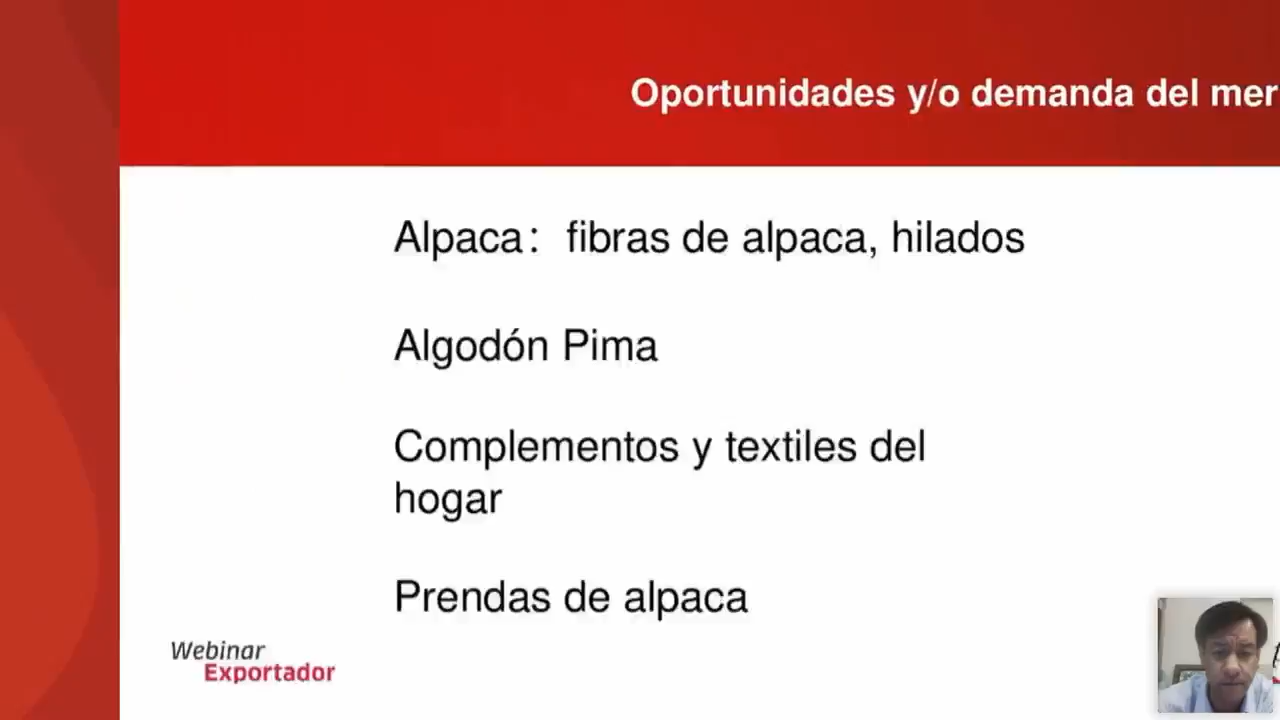 Oportunidades y/o demanda del mer
Alpaca: fibras de alpaca, hilados
Algodón Pima
Complementos y textiles del
hogar
Prendas de alpaca
Webinar
Exportador